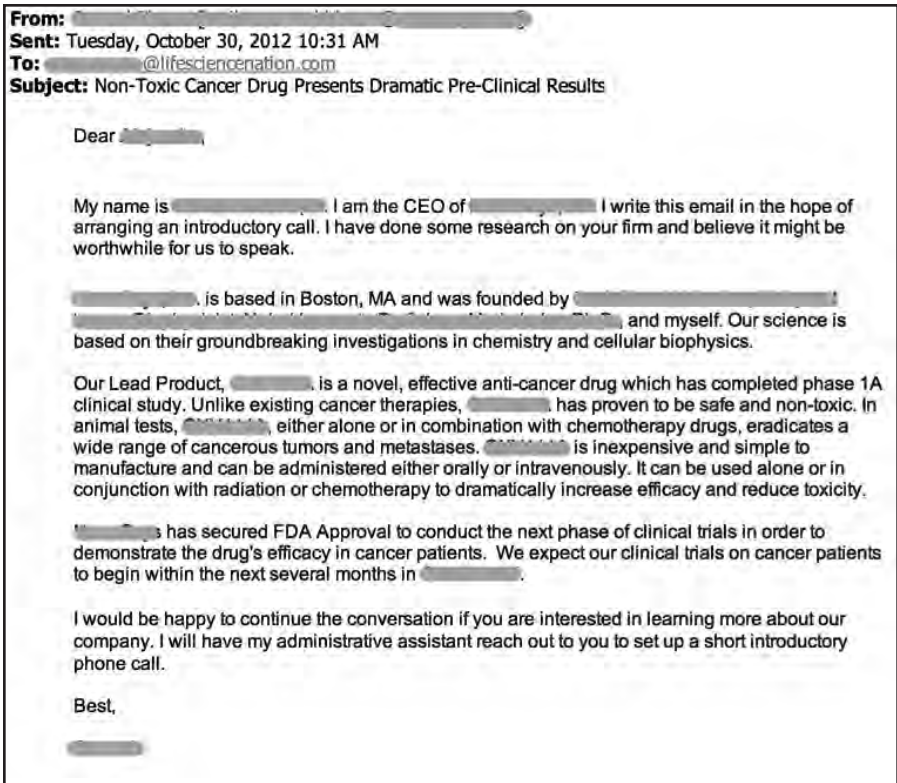 From:
Sent: Tuesday, October 30, 2012 10:31 AM
To: @lifesciencenation.com
Subject: Non-Toxic Cancer Drug Presents Dramatic Pre-Clinical Results
Dear
My name is . I am the CEO of I write this email in the hope of
arranging an introductory call. I have done some research on your firm and believe it might be
worthwhile for us to speak.
. is based in Boston, MA and was founded by
, and myself. Our science is
based on their groundbreaking investigations in chemistry and cellular biophysics.
Our Lead Product, . is a novel, effective anti-cancer drug which has completed phase 1A
clinical study. Unlike existing cancer therapies, . has proven to be safe and non-toxic. In
animal tests, , either alone or in combination with chemotherapy drugs, eradicates a
wide range of cancerous tumors and metastases. is inexpensive and simple to
manufacture and can be administered either orally or intravenously. It can be used alone or in
conjunction with radiation or chemotherapy to dramatically increase efficacy and reduce toxicity.
has secured FDA Approval to conduct the next phase of clinical trials in order to
demonstrate the drug's efficacy in cancer patients. We expect our clinical trials on cancer patients
to begin within the next several months in .
I would be happy to continue the conversation if you are interested in learning more about our
company. I will have my administrative assistant reach out to you to set up a short introductory
phone call.
Best,